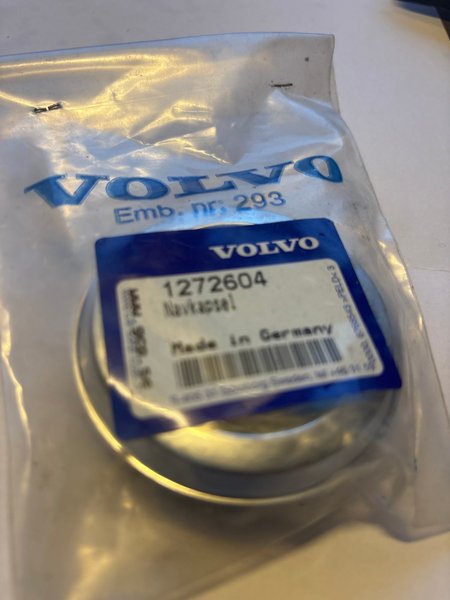 VOLVO
Emb. nr. 293
VOLVO
1272604
Navkapsel
Made in Germany